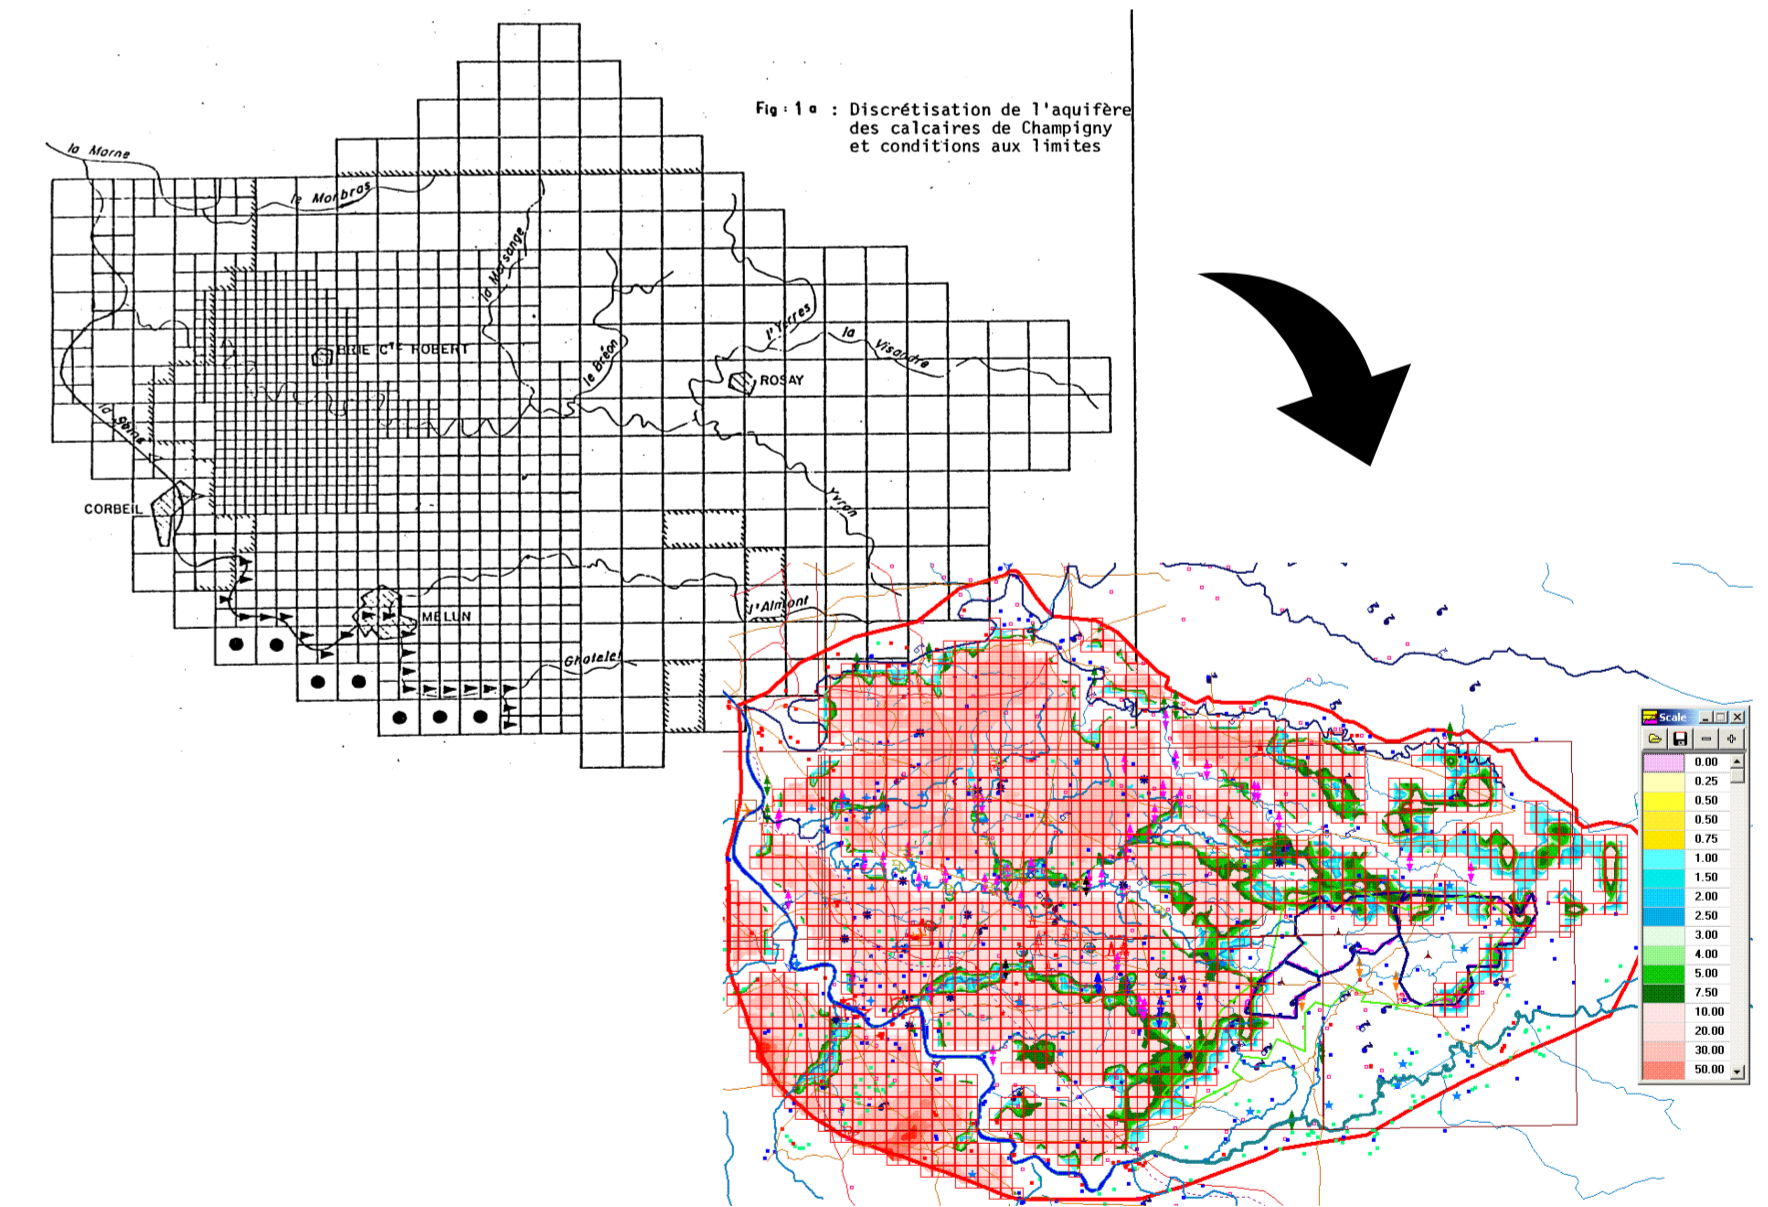 Fig : 1 a : Discrétisation de l'aquifère
des calcaires de Champigny
et conditions aux limites
la Marne
le Morbras
la Marsange
l'Yerres
la Visandre
BRIE Cᵀᴱ ROBERT
le Bréon
ROSAY
la Seine
CORBEIL
Yvron
l'Almont
MELUN
Chatelet
Scale
0.00
0.25
0.50
0.50
0.75
1.00
1.50
2.00
2.50
3.00
4.00
5.00
7.50
10.00
20.00
30.00
50.00